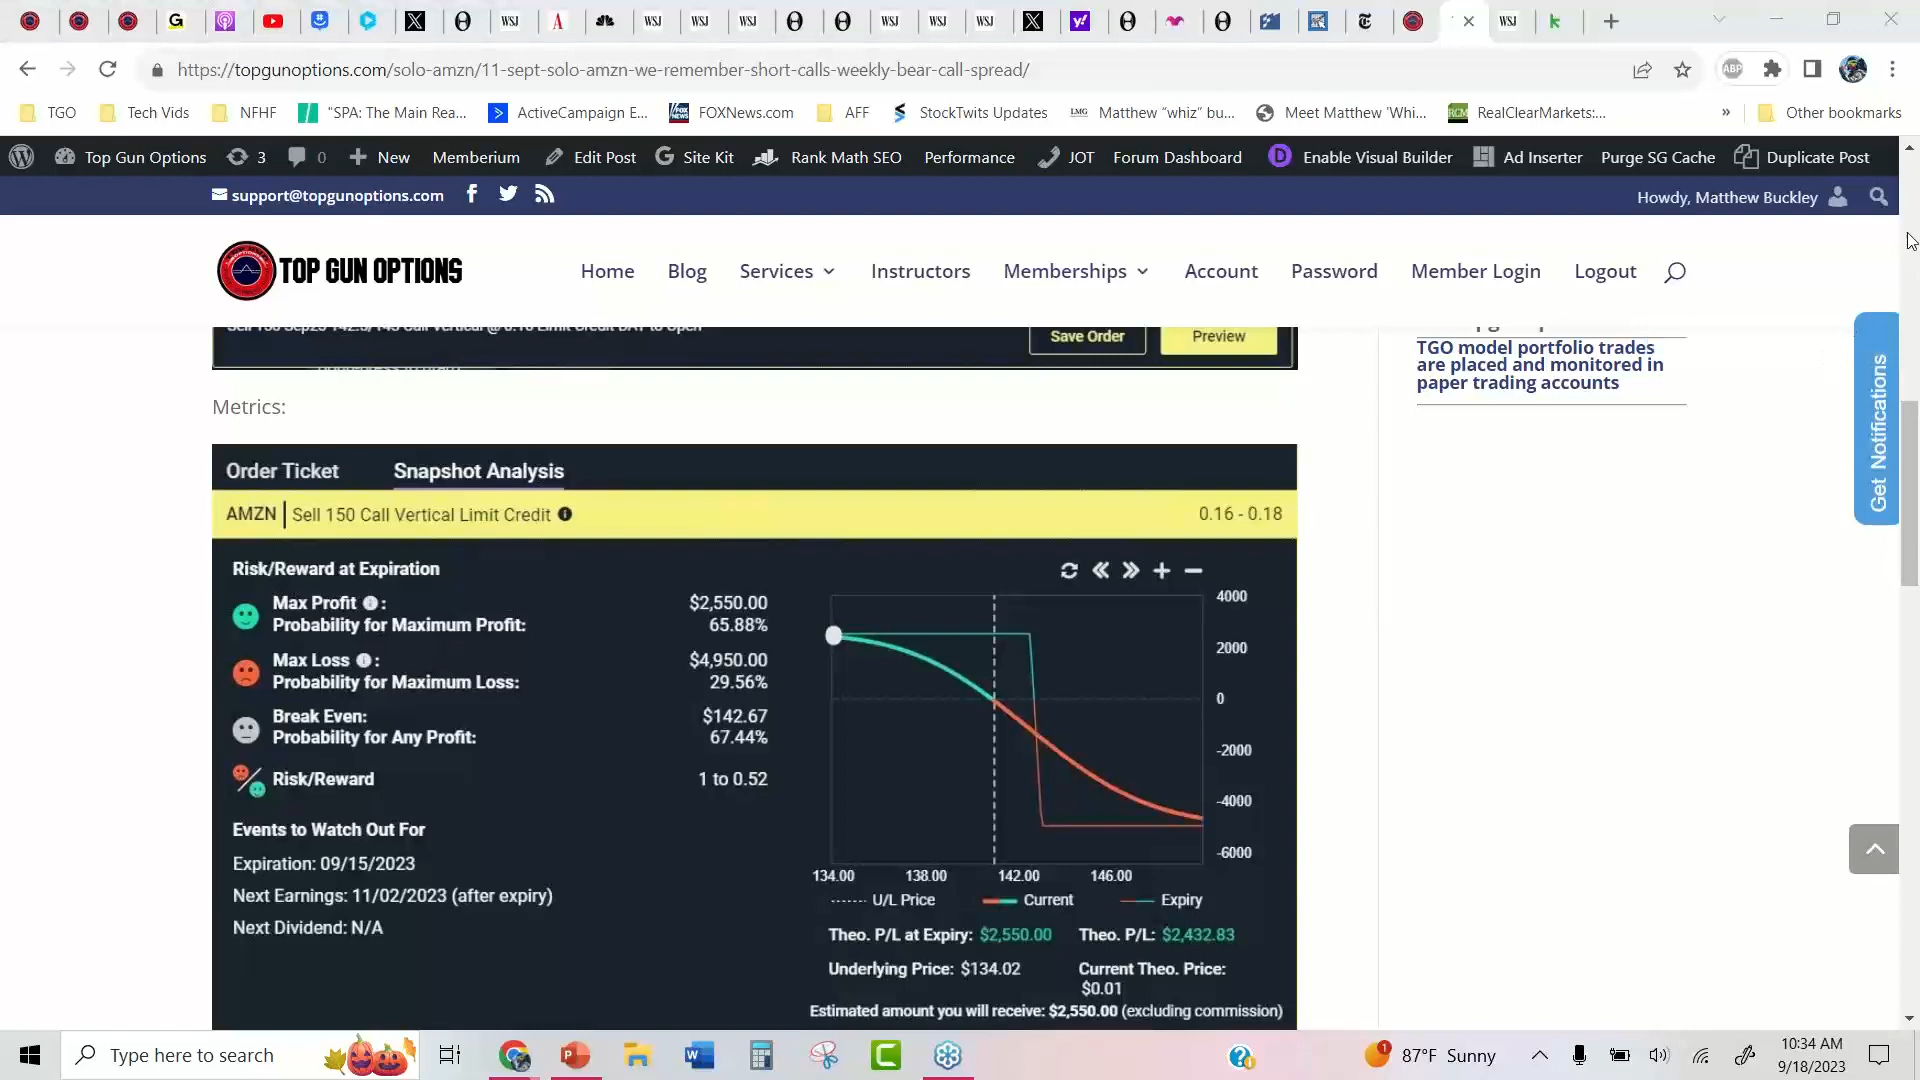 https://topgunoptions.com/solo-amzn/11-sept-solo-amzn-we-remember-short-calls-weekly-bear-call-spread/
TGO
Tech Vids
NFHF
"SPA: The Main Rea...
ActiveCampaign E...
FOXNews.com
AFF
StockTwits Updates
Matthew “whiz” bu...
Meet Matthew 'Whi...
RealClearMarkets:...
»
Other bookmarks
Top Gun Options
3
0
New
Memberium
Edit Post
Site Kit
Rank Math SEO
Performance
JOT
Forum Dashboard
Enable Visual Builder
Ad Inserter
Purge SG Cache
Duplicate Post
support@topgunoptions.com
Howdy, Matthew Buckley
TOP GUN OPTIONS
Home
Blog
Services
Instructors
Memberships
Account
Password
Member Login
Logout
Save Order
Preview
TGO model portfolio trades
are placed and monitored in
paper trading accounts
Get Notifications
Metrics:
Order Ticket
Snapshot Analysis
AMZN | Sell 150 Call Vertical Limit Credit
0.16 - 0.18
Risk/Reward at Expiration
Max Profit : $2,550.00
Probability for Maximum Profit: 65.88%
Max Loss : $4,950.00
Probability for Maximum Loss: 29.56%
Break Even: $142.67
Probability for Any Profit: 67.44%
Risk/Reward 1 to 0.52
Events to Watch Out For
Expiration: 09/15/2023
Next Earnings: 11/02/2023 (after expiry)
Next Dividend: N/A
4000
2000
0
-2000
-4000
-6000
134.00 138.00 142.00 146.00
U/L Price Current Expiry
Theo. P/L at Expiry: $2,550.00 Theo. P/L: $2,432.83
Underlying Price: $134.02 Current Theo. Price:
$0.01
Estimated amount you will receive: $2,550.00 (excluding commission)
Type here to search
87°F Sunny
10:34 AM
9/18/2023